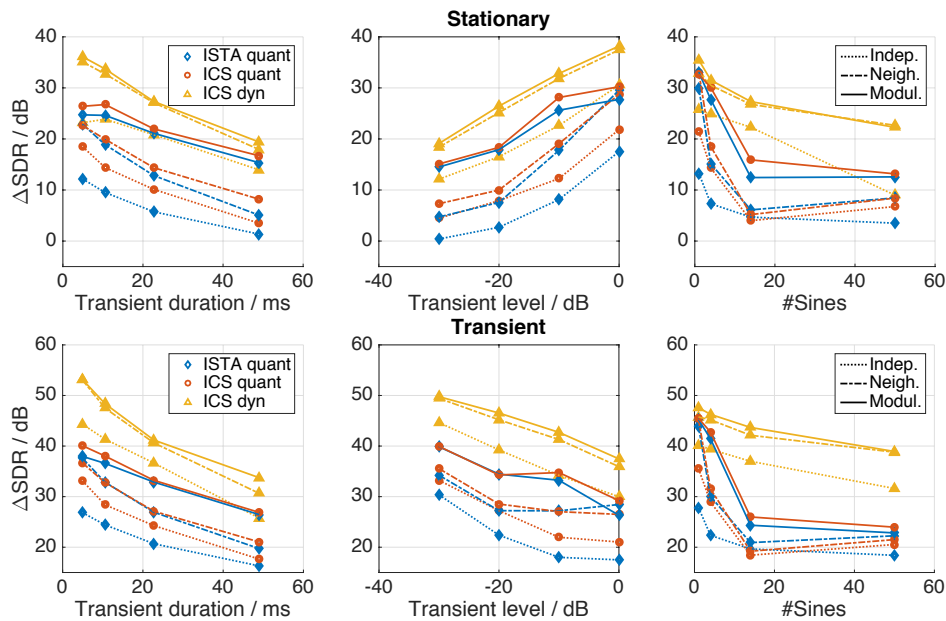 Stationary
40
30
20
10
0
ΔSDR / dB
0 20 40 60
Transient duration / ms
ISTA quant
ICS quant
ICS dyn
40
30
20
10
0
-40 -20 0
Transient level / dB
40
30
20
10
0
0 20 40 60
#Sines
Indep.
Neigh.
Modul.
Transient
60
50
40
30
20
ΔSDR / dB
0 20 40 60
Transient duration / ms
ISTA quant
ICS quant
ICS dyn
60
50
40
30
20
-40 -20 0
Transient level / dB
60
50
40
30
20
0 20 40 60
#Sines
Indep.
Neigh.
Modul.